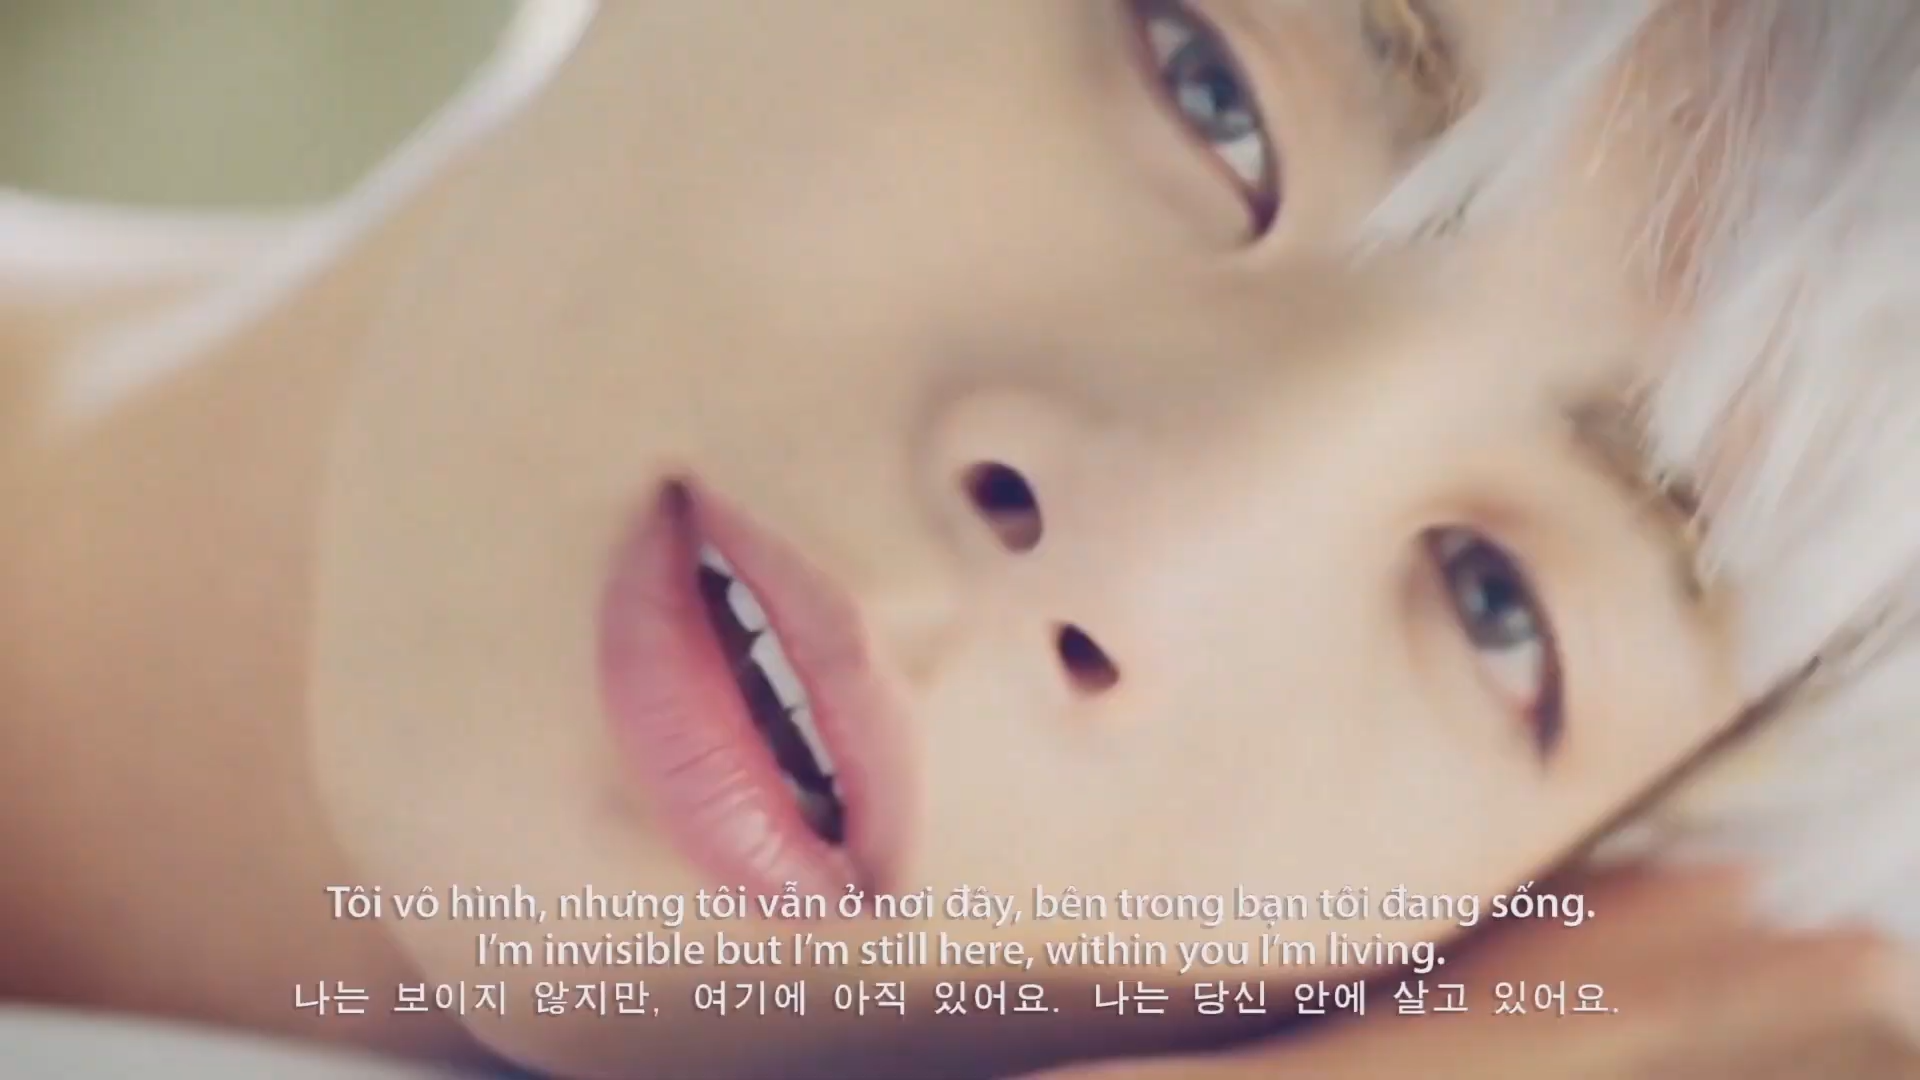 Tôi vô hình, nhưng tôi vẫn ở nơi đây, bên trong bạn tôi đang sống.
I'm invisible but I'm still here, within you I'm living.
나는 보이지 않지만, 여기에 아직 있어요. 나는 당신 안에 살고 있어요.